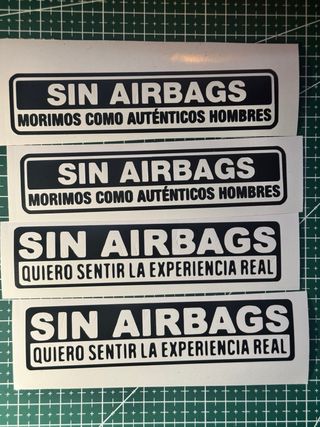 SIN AIRBAGS
MORIMOS COMO AUTÉNTICOS HOMBRES
SIN AIRBAGS
MORIMOS COMO AUTÉNTICOS HOMBRES
SIN AIRBAGS
QUIERO SENTIR LA EXPERIENCIA REAL
SIN AIRBAGS
QUIERO SENTIR LA EXPERIENCIA REAL